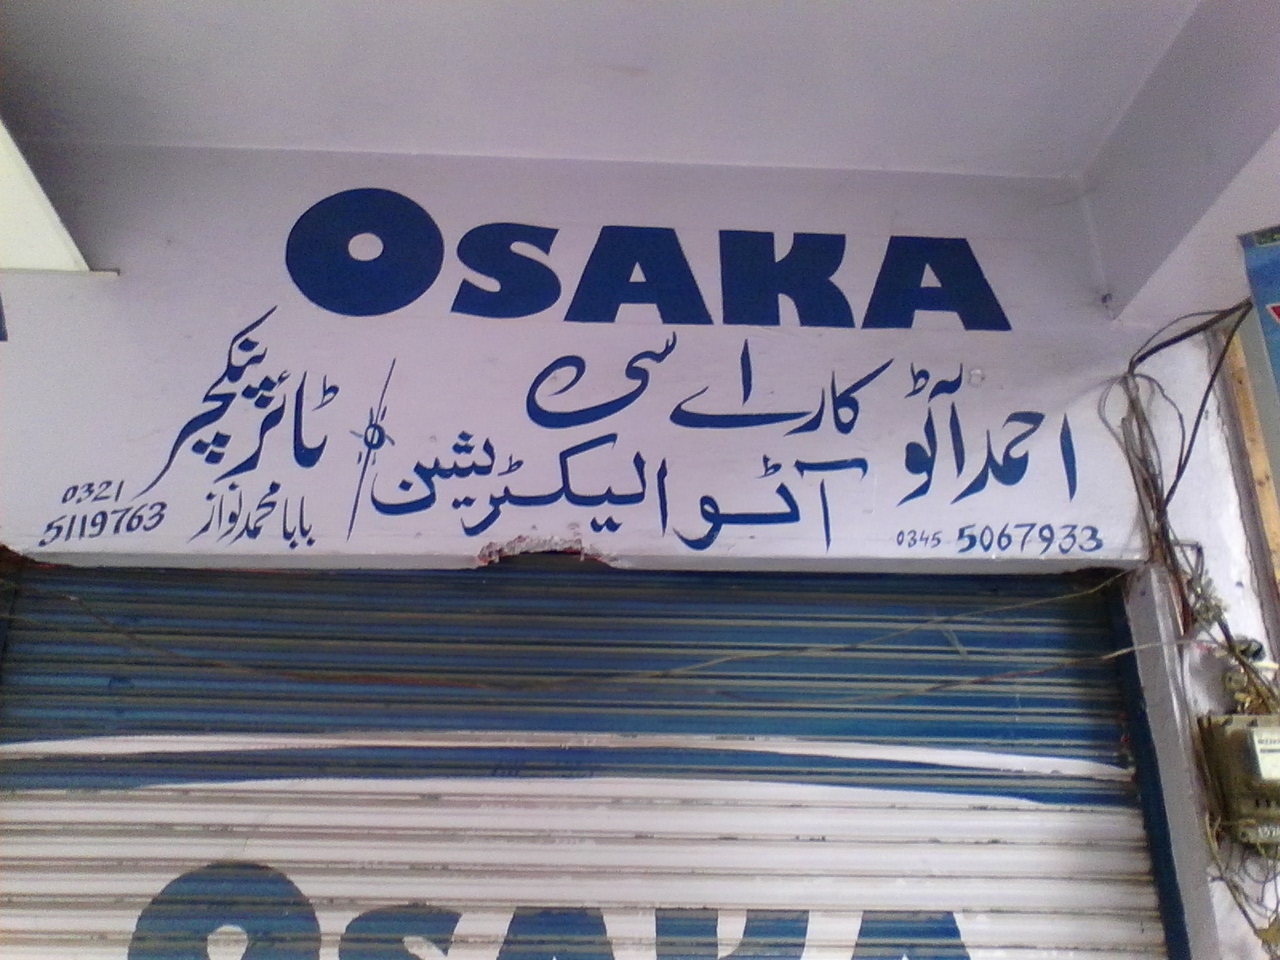 OSAKA
احمد آٹو
0345 5067933
کار اے سی
آٹو الیکٹریشن
ٹائر پنکچر
بابا محمد نواز
0321
5119763
OSAKA